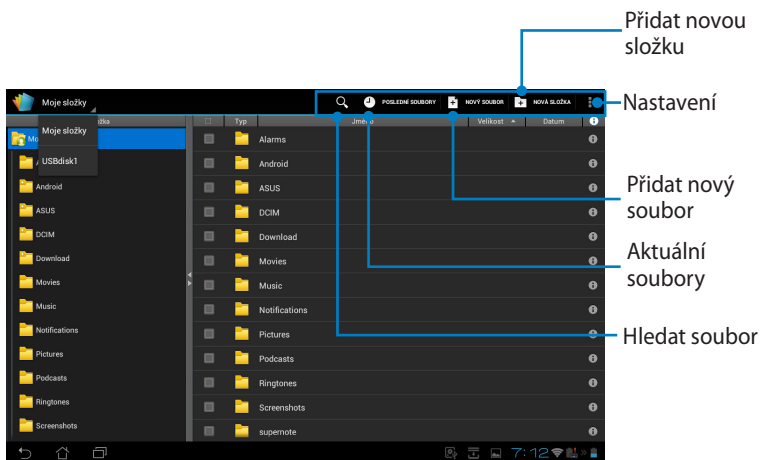 Přidat novou
složku
Moje složky
POSLEDNÍ SOUBORY
NOVÝ SOUBOR
NOVÁ SLOŽKA
Nastavení
Typ
Jméno
Velikost
Datum
Moje složky
USBdisk1
Mo
Android
ASUS
DCIM
Download
Movies
Music
Notifications
Pictures
Podcasts
Ringtones
Screenshots
Alarms
Android
ASUS
DCIM
Download
Movies
Music
Notifications
Pictures
Podcasts
Ringtones
Screenshots
supernote
Přidat nový
soubor
Aktuální
soubory
Hledat soubor
7:12